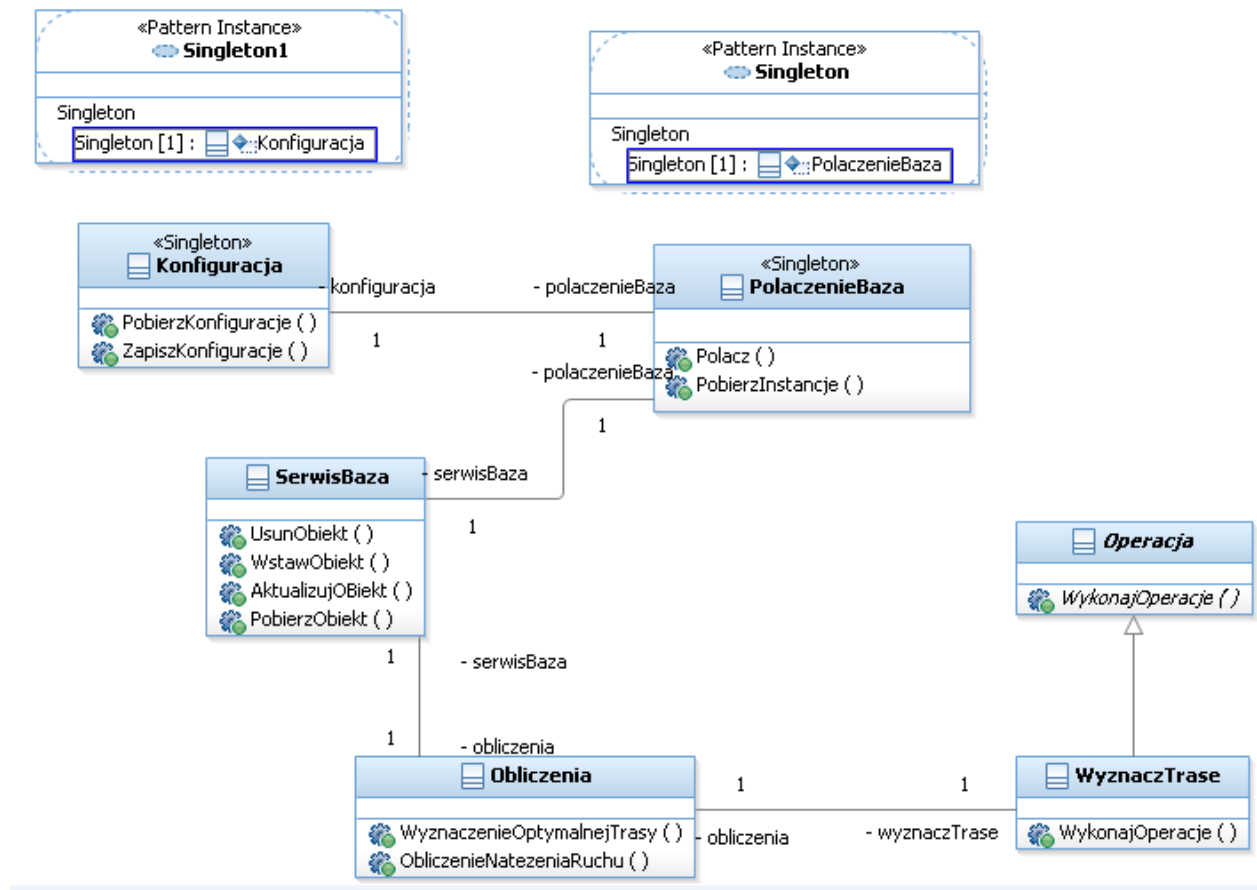 «Pattern Instance»
Singleton1
Singleton
Singleton [1] : :Konfiguracja
«Pattern Instance»
Singleton
Singleton
Singleton [1] : :PolaczenieBaza
«Singleton»
Konfiguracja
PobierzKonfiguracje ( )
ZapiszKonfiguracje ( )
- konfiguracja
1
- polaczenieBaza
1
«Singleton»
PolaczenieBaza
Polacz ( )
PobierzInstancje ( )
- polaczenieBaza
1
SerwisBaza
UsunObiekt ( )
WstawObiekt ( )
AktualizujOBiekt ( )
PobierzObiekt ( )
- serwisBaza
1
Operacja
WykonajOperacje ( )
1
- serwisBaza
1
- obliczenia
Obliczenia
WyznaczenieOptymalnejTrasy ( )
ObliczenieNatezeniaRuchu ( )
1
- obliczenia
1
- wyznaczTrase
WyznaczTrase
WykonajOperacje ( )